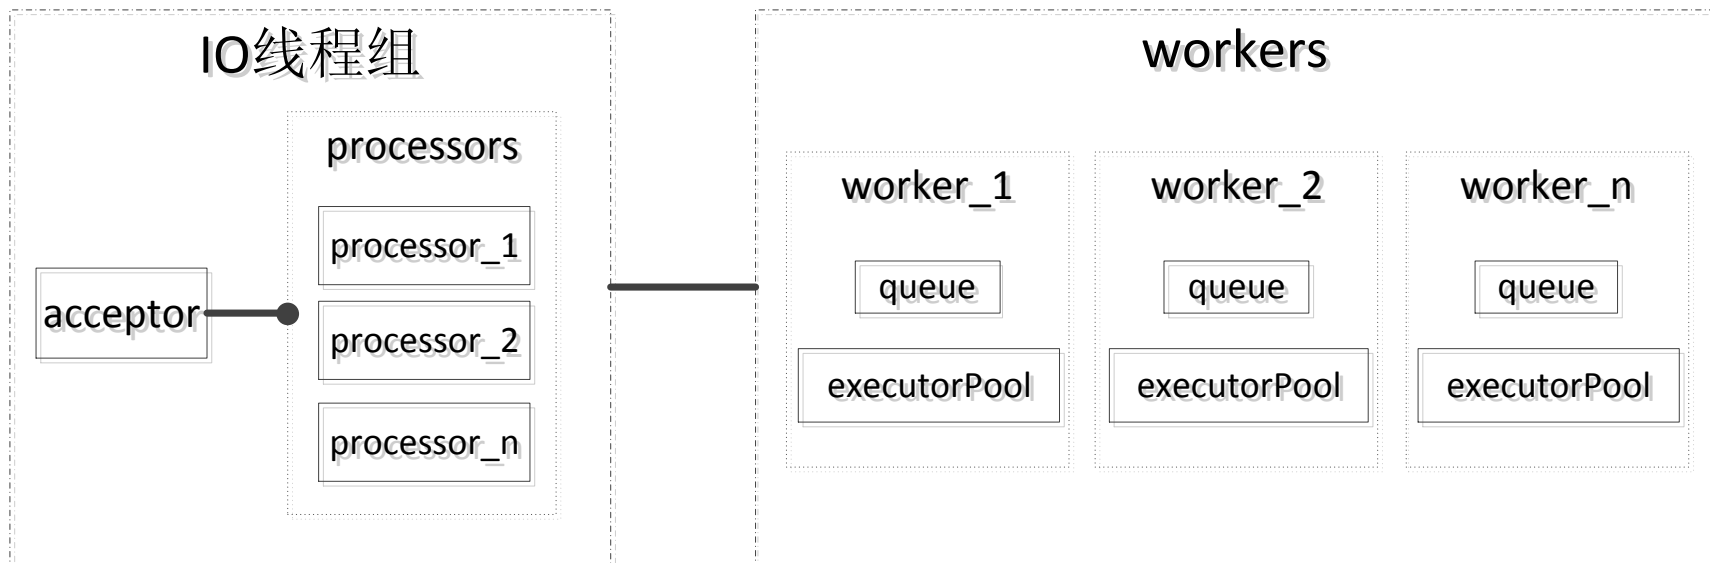 IO线程组
processors
processor_1
acceptor
processor_2
processor_n
workers
worker_1
queue
executorPool
worker_2
queue
executorPool
worker_n
queue
executorPool